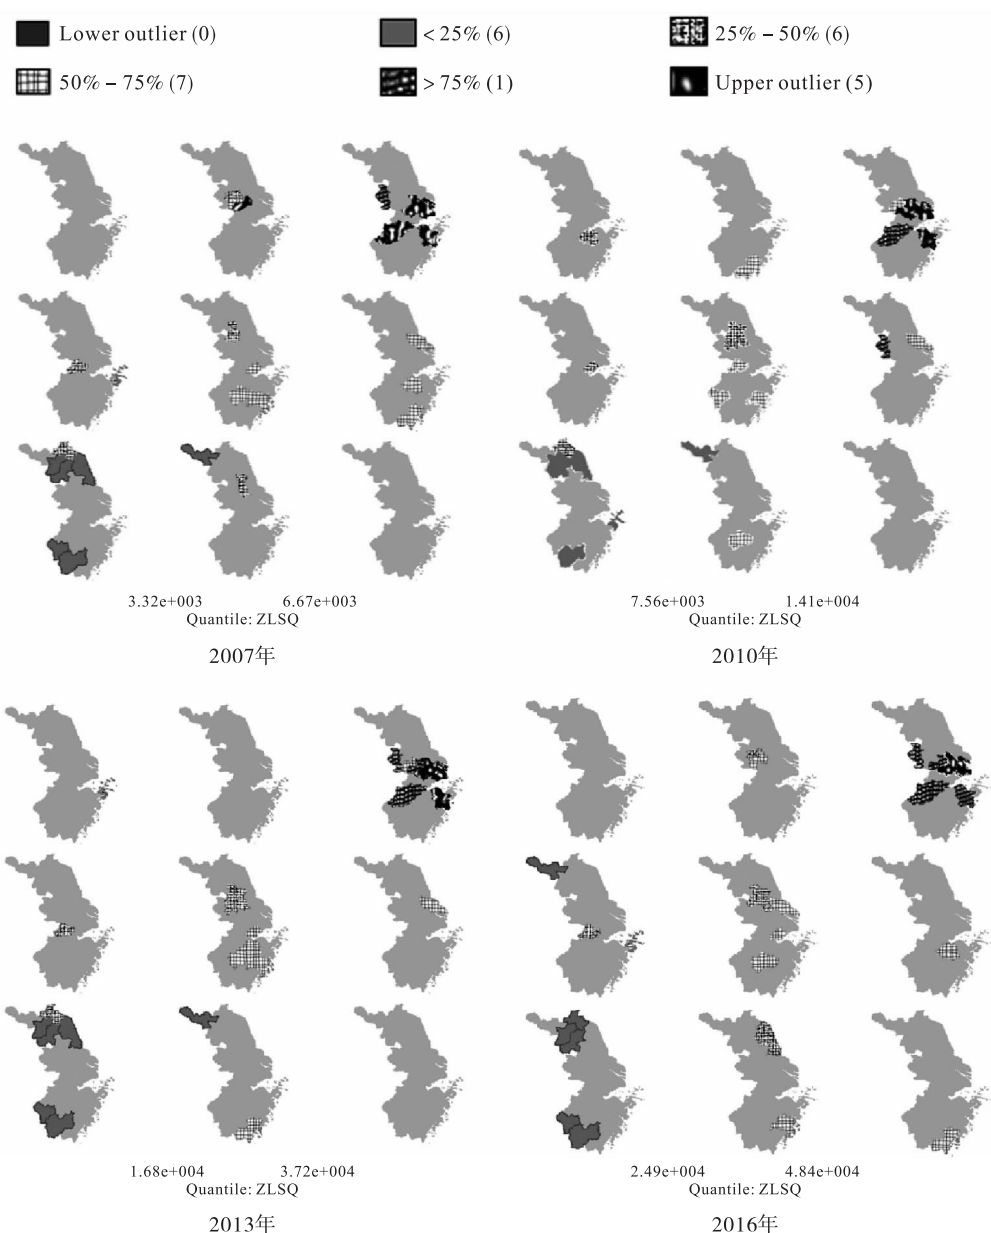 Lower outlier (0)
< 25% (6)
25% – 50% (6)
50% – 75% (7)
> 75% (1)
Upper outlier (5)
3.32e+003 6.67e+003
Quantile: ZLSQ
2007年
7.56e+003 1.41e+004
Quantile: ZLSQ
2010年
1.68e+004 3.72e+004
Quantile: ZLSQ
2013年
2.49e+004 4.84e+004
Quantile: ZLSQ
2016年